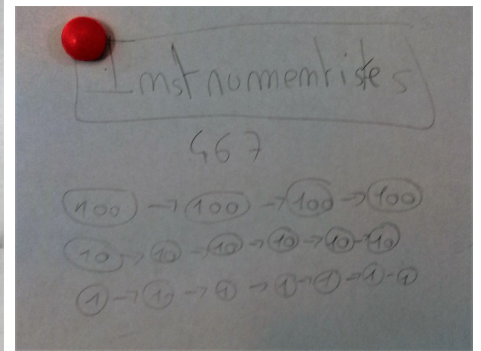 Instrumentistes
467
100 → 100 → 100 → 100
10 → 10 → 10 → 10 → 10 → 10
1 → 1 → 1 → 1 → 1 → 1 → 1